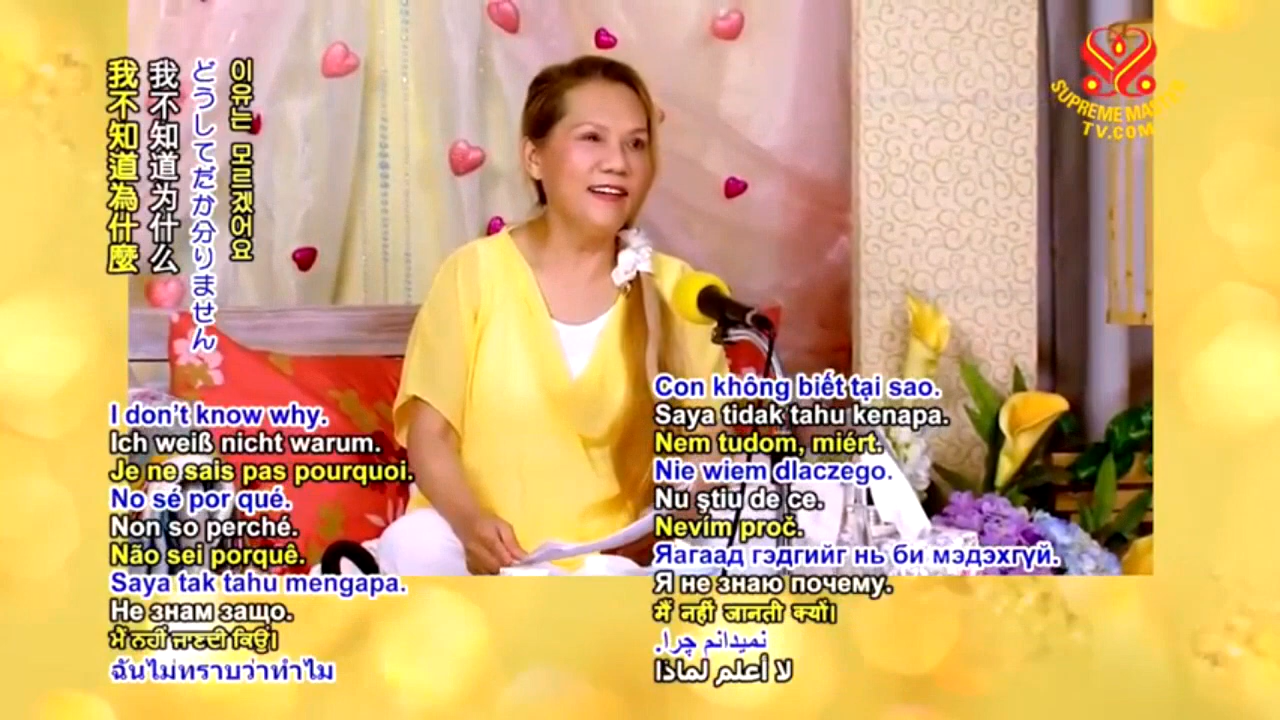 我不知道為什麼
我不知道为什么
どうしてだか分りません
이유는 모르겠어요
SUPREME MASTER
TV.COM
I don't know why.
Ich weiß nicht warum.
Je ne sais pas pourquoi.
No sé por qué.
Non so perché.
Não sei porquê.
Saya tak tahu mengapa.
Не знам защо.
ਮੈਂ ਨਹੀਂ ਜਾਣਦੀ ਕਿਉਂ।
ฉันไม่ทราบว่าทำไม
Con không biết tại sao.
Saya tidak tahu kenapa.
Nem tudom, miért.
Nie wiem dlaczego.
Nu ştiu de ce.
Nevím proč.
Яагаад гэдгийг нь би мэдэхгүй.
Я не знаю почему.
मैं नहीं जानती क्यों।
نمیدانم چرا.
لا أعلم لماذا